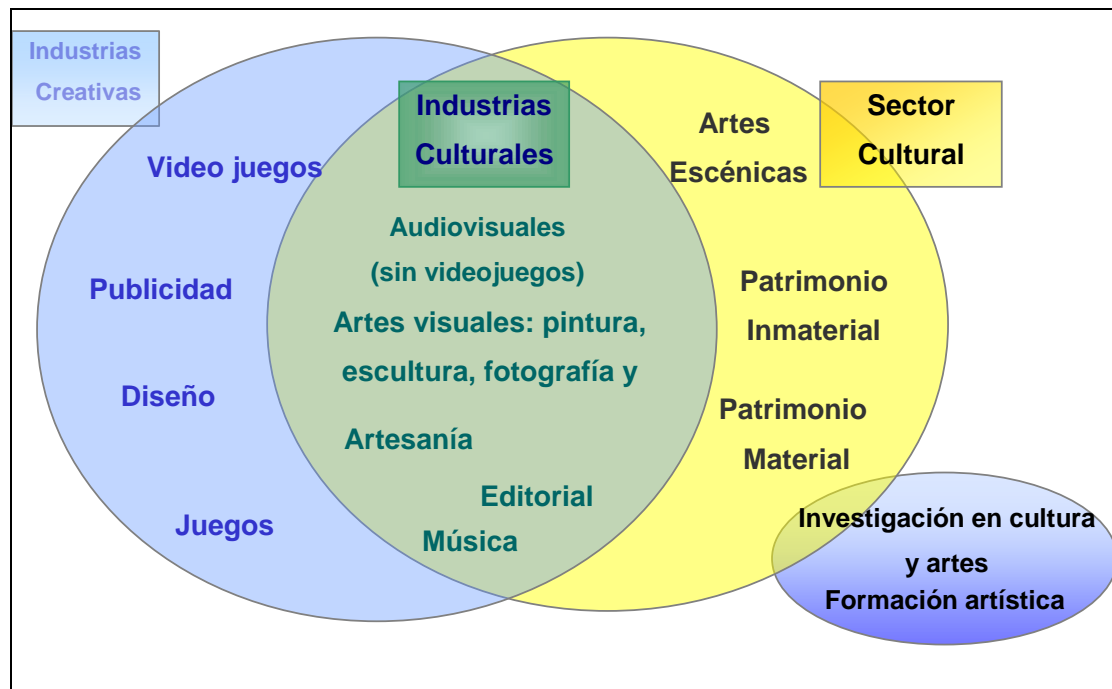 Industrias
Creativas
Industrias
Culturales
Sector
Cultural
Video juegos
Publicidad
Diseño
Juegos
Audiovisuales
(sin videojuegos)
Artes visuales: pintura,
escultura, fotografía y
Artesanía
Editorial
Música
Artes
Escénicas
Patrimonio
Inmaterial
Patrimonio
Material
Investigación en cultura
y artes
Formación artística